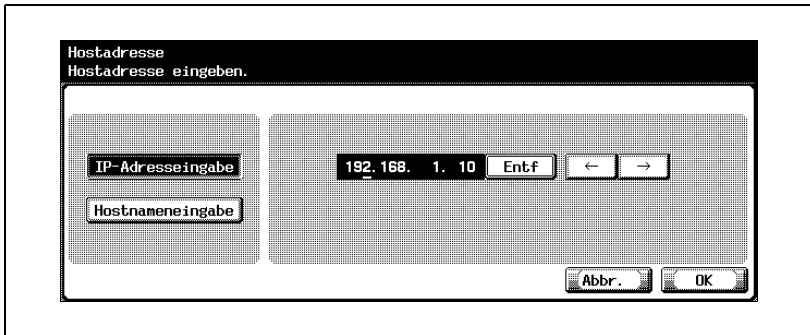 Hostadresse
Hostadresse eingeben.
IP-Adresseingabe
192.168. 1. 10 Entf ← →
Hostnameneingabe
Abbr. OK